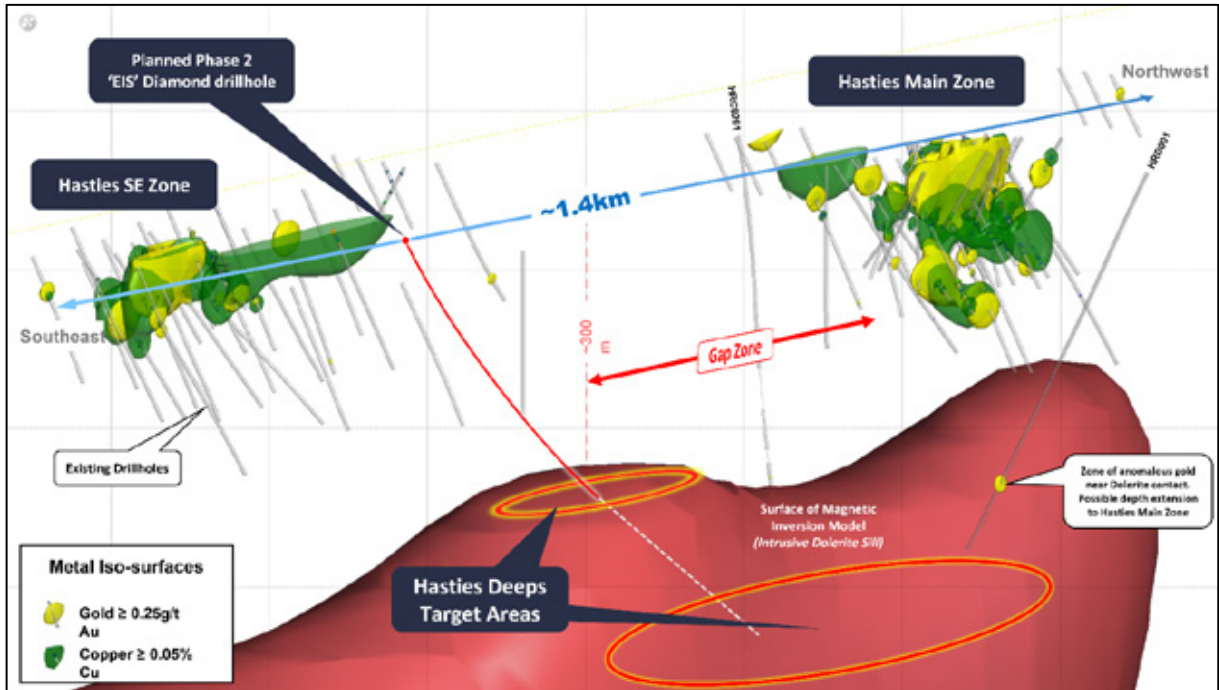 Planned Phase 2
‘EIS’ Diamond drillhole
Hasties Main Zone
Northwest
Hasties SE Zone
~1.4km
Southeast
~300
m
Gap Zone
Existing Drillholes
Zone of anomalous gold
near Dolerite contact.
Possible depth extension
to Hasties Main Zone
Surface of Magnetic
Inversion Model
(Intrusive Dolerite Sill)
Hasties Deeps
Target Areas
Metal Iso-surfaces
Gold ≥ 0.25g/t
Au
Copper ≥ 0.05%
Cu